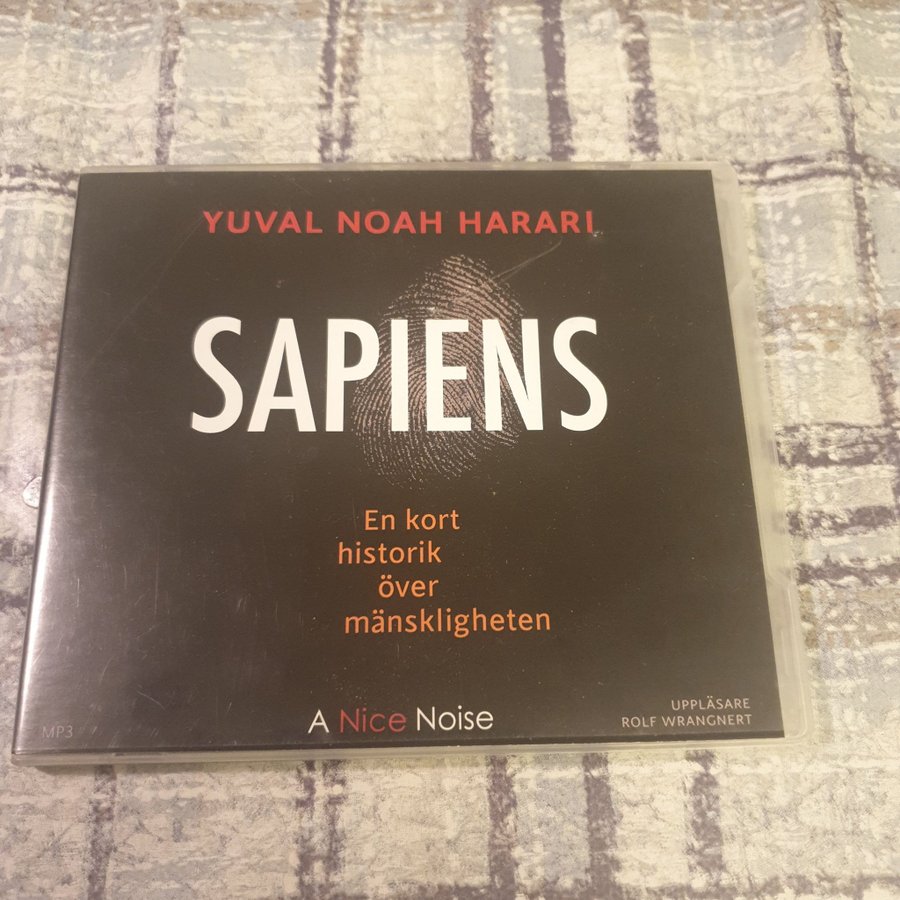 YUVAL NOAH HARARI
SAPIENS
En kort
historik
över
mänskligheten
A Nice Noise
UPPLÄSARE
ROLF WRANGNERT
MP3